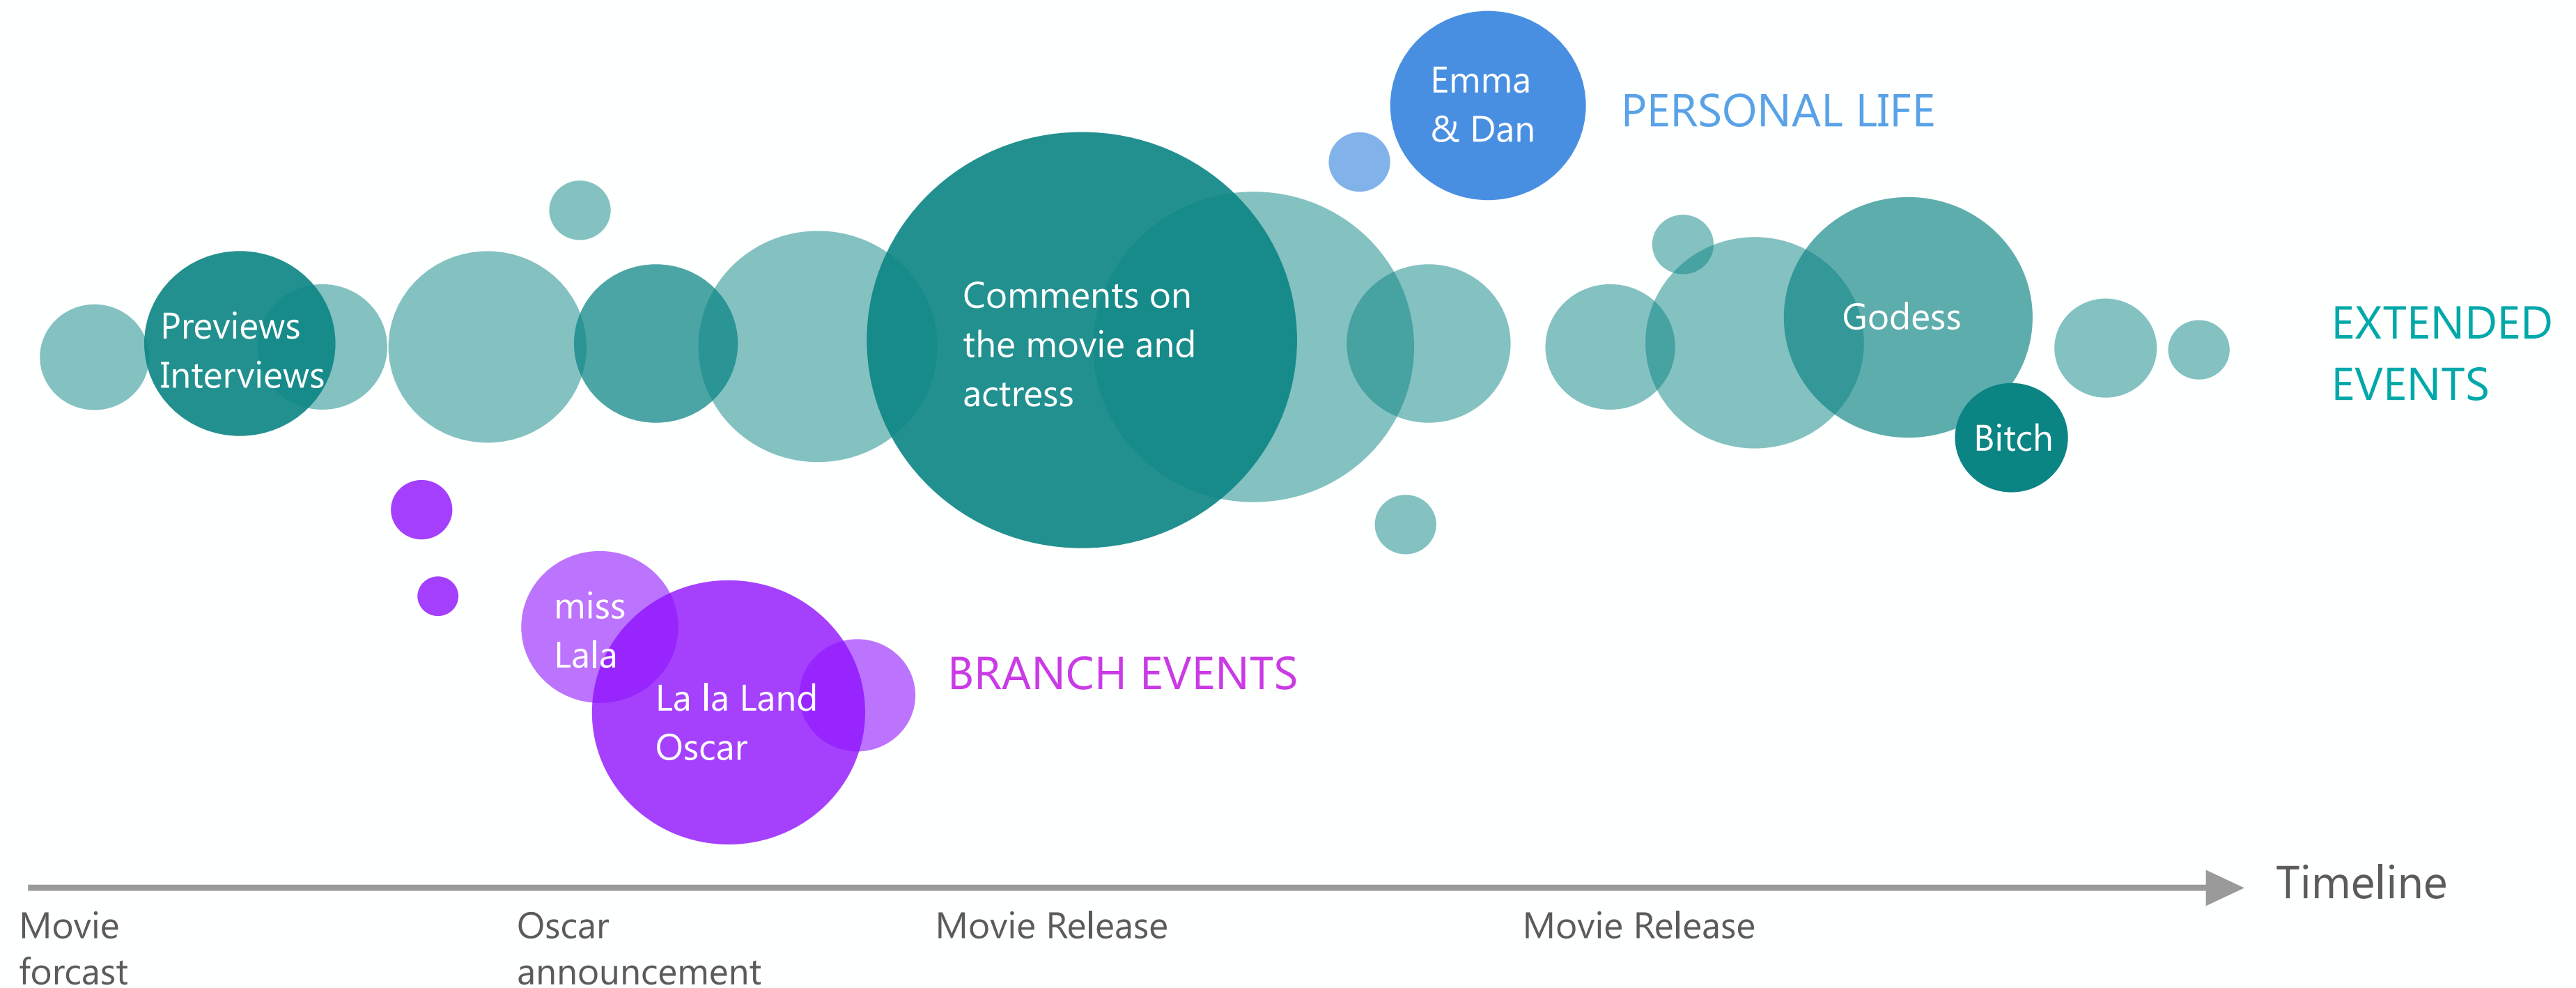 Emma
& Dan
PERSONAL LIFE
Previews
Interviews
Comments on
the movie and
actress
Godess
Bitch
EXTENDED
EVENTS
miss
Lala
La la Land
Oscar
BRANCH EVENTS
Timeline
Movie
forcast
Oscar
announcement
Movie Release
Movie Release